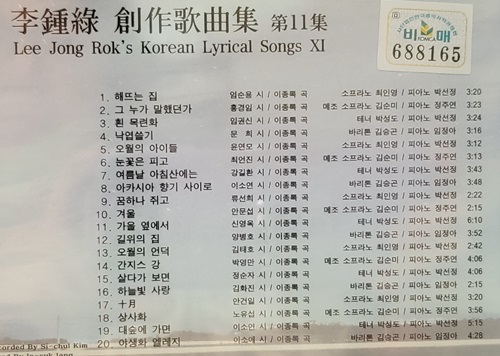 李鍾綠 創作歌曲集 第11集
Lee Jong Rok's Korean Lyrical Songs XI
비매
KOMCA
688165
1. 해뜨는 집 엄순용 시 / 이종록 곡 소프라노 최인영 / 피아노 박선정 3:20
2. 그 누가 말했던가 홍경임 시 / 이종록 곡 메조 소프라노 김순미 / 피아노 정주연 3:23
3. 흰 목련화 임권신 시 / 이종록 곡 테너 박성도 / 피아노 박선정 3:24
4. 낙엽쓸기 문 희 시 / 이종록 곡 바리톤 김승곤 / 피아노 임정아 3:16
5. 오월의 아이들 윤연모 시 / 이종록 곡 소프라노 최인영 / 피아노 박선정 3:12
6. 눈꽃은 피고 최언진 시 / 이종록 곡 메조 소프라노 김순미 / 피아노 정주연 3:13
7. 여름날 아침산에는 강길환 시 / 이종록 곡 테너 박성도 / 피아노 박선정 3:43
8. 아카시아 향기 사이로 이소연 시 / 이종록 곡 바리톤 김승곤 / 피아노 임정아 3:48
9. 꿈하나 쥐고 류선희 시 / 이종록 곡 소프라노 최인영 / 피아노 박선정 2:22
10. 겨울 안문섭 시 / 이종록 곡 메조 소프라노 김순미 / 피아노 정주연 2:15
11. 가을 옆에서 신영옥 시 / 이종록 곡 테너 박성도 / 피아노 박선정 6:10
12. 길위의 집 양병호 시 / 이종록 곡 바리톤 김승곤 / 피아노 임정아 3:52
13. 오월의 언덕 김태호 시 / 이종록 곡 소프라노 최인영 / 피아노 박선정 2:42
14. 간지스 강 박영만 시 / 이종록 곡 메조 소프라노 김순미 / 피아노 정주연 4:06
15. 살다가 보면 정순자 시 / 이종록 곡 테너 박성도 / 피아노 박선정 4:08
16. 하늘빛 사랑 김화진 시 / 이종록 곡 바리톤 김승곤 / 피아노 임정아 3:52
17. 十月 안건일 시 / 이종록 곡 소프라노 최인영 / 피아노 박선정 3:43
18. 상사화 노유섭 시 / 이종록 곡 메조 소프라노 김순미 / 피아노 정주연 2:56
19. 대숲에 가면 이소연 시 / 이종록 곡 테너 박성도 / 피아노 박선정 5:15
20. 야생화 엘레지 이소애 시 / 이종록 곡 바리톤 김승곤 / 피아노 임정아 4:28
Kim